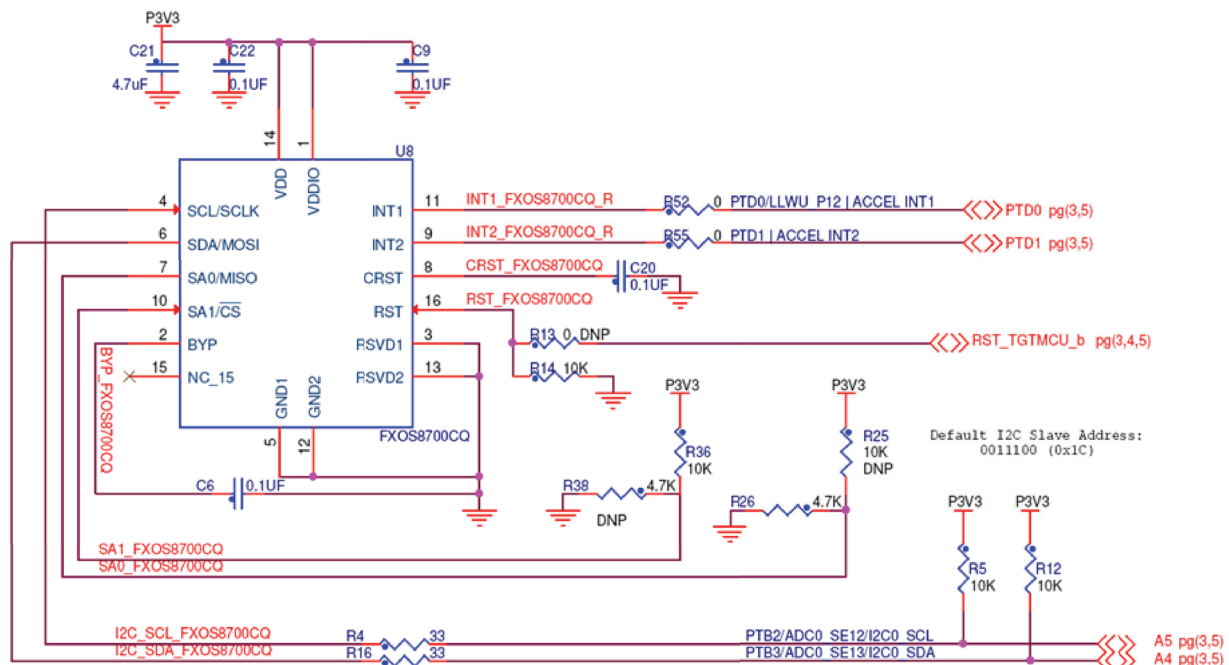 P3V3
C21
C22
C9
4.7uF
0.1UF
0.1UF
14
1
U8
VDD
VDDIO
4
SCL/SCLK
INT1
11
INT1_FXOS8700CQ_R
R52
0
PTD0/LLWU_P12 | ACCEL INT1
PTD0 pg(3,5)
6
SDA/MOSI
INT2
9
INT2_FXOS8700CQ_R
R55
0
PTD1 | ACCEL INT2
PTD1 pg(3,5)
7
SA0/MISO
CRST
8
CRST_FXOS8700CQ
C20
0.1UF
10
SA1/CS
RST
16
RST_FXOS8700CQ
2
BYP
RSVD1
3
R13
0
DNP
RST_TGTMCU_b pg(3,4,5)
15
NC_15
RSVD2
13
R14
10K
BYP_FXOS8700CQ
GND1
GND2
5
12
FXOS8700CQ
P3V3
P3V3
R36
10K
R25
10K
DNP
Default I2C Slave Address:
0011100 (0x1C)
C6
0.1UF
R38
4.7K
DNP
R26
4.7K
P3V3
P3V3
SA1_FXOS8700CQ
SA0_FXOS8700CQ
R5
10K
R12
10K
I2C_SCL_FXOS8700CQ
R4
33
PTB2/ADC0_SE12/I2C0_SCL
A5 pg(3,5)
I2C_SDA_FXOS8700CQ
R16
33
PTB3/ADC0_SE13/I2C0_SDA
A4 pg(3,5)